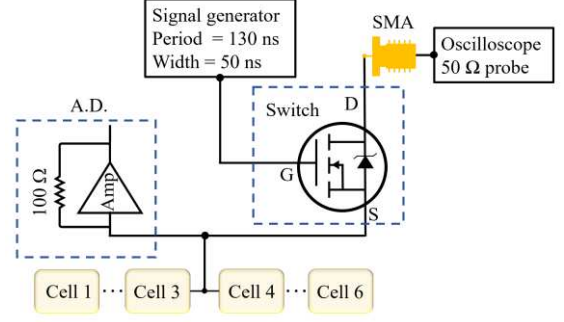 Signal generator
Period = 130 ns
Width = 50 ns
SMA
Oscilloscope
50 Ω probe
A.D.
Switch
D
G
S
100 Ω
Amp
Cell 1 ··· Cell 3 Cell 4 ··· Cell 6